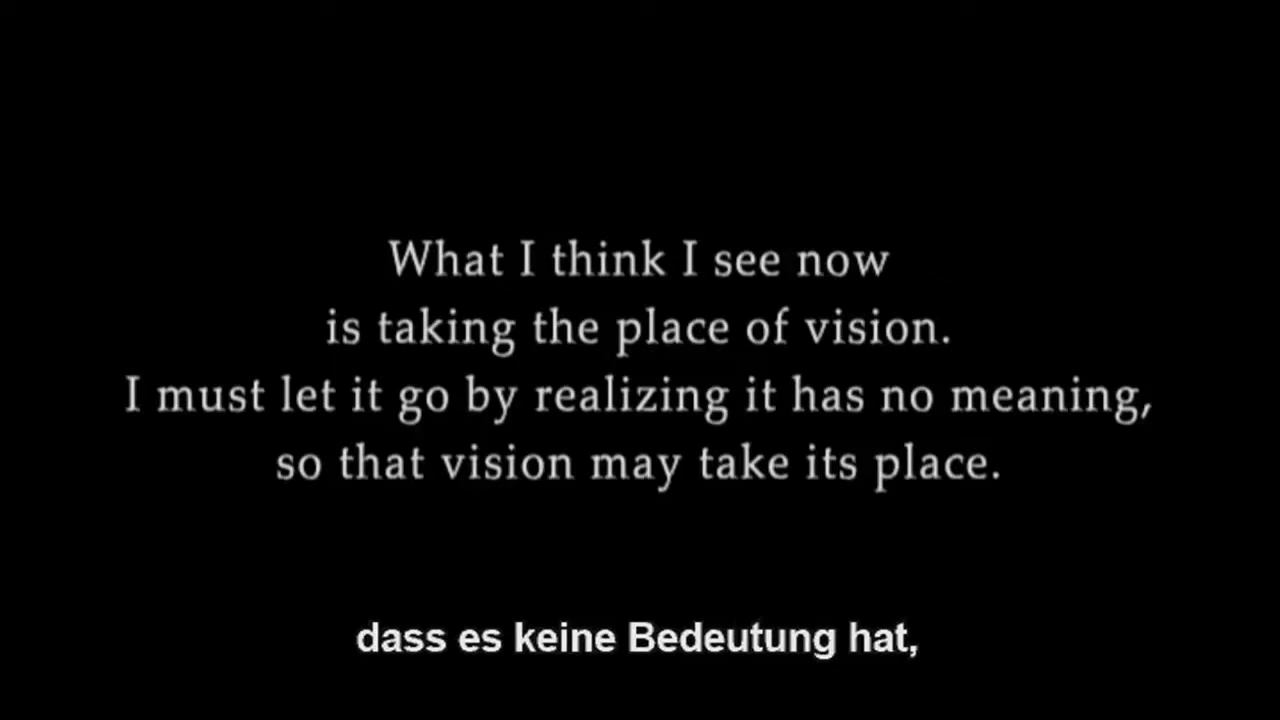 What I think I see now
is taking the place of vision.
I must let it go by realizing it has no meaning,
so that vision may take its place.
dass es keine Bedeutung hat,